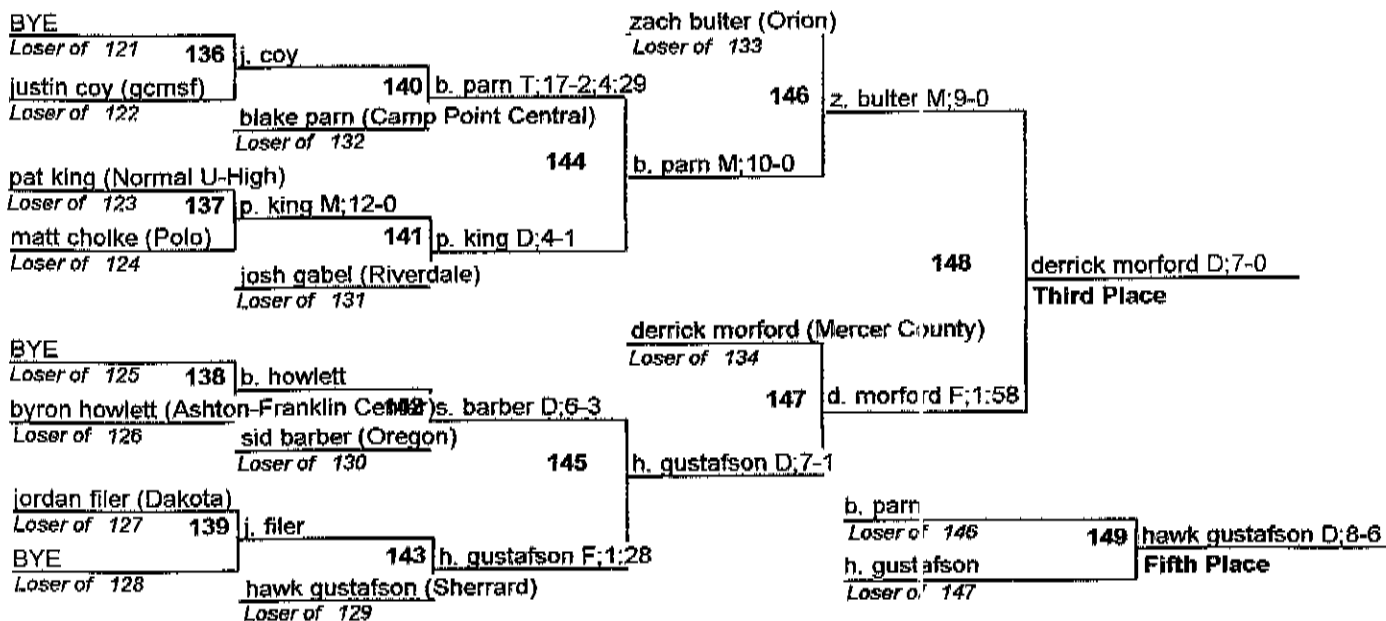 BYE
Loser of 121
136
j. coy
justin coy (gcmsf)
Loser of 122
140
b. parn T;17-2;4:29
blake parn (Camp Point Central)
Loser of 132
pat king (Normal U-High)
Loser of 123
137
p. king M;12-0
matt cholke (Polo)
Loser of 124
141
p. king D;4-1
josh gabel (Riverdale)
Loser of 131
144
b. parn M;10-0
zach bulter (Orion)
Loser of 133
146
z. bulter M;9-0
BYE
Loser of 125
138
b. howlett
byron howlett (Ashton-Franklin Center)
Loser of 126
142
s. barber D;6-3
sid barber (Oregon)
Loser of 130
jordan filer (Dakota)
Loser of 127
139
j. filer
BYE
Loser of 128
143
h. gustafson F;1:28
hawk gustafson (Sherrard)
Loser of 129
145
h. gustafson D;7-1
derrick morford (Mercer County)
Loser of 134
147
d. morford F;1:58
148
derrick morford D;7-0
Third Place
b. parn
Loser of 146
149
hawk gustafson D;8-6
h. gustafson
Loser of 147
Fifth Place